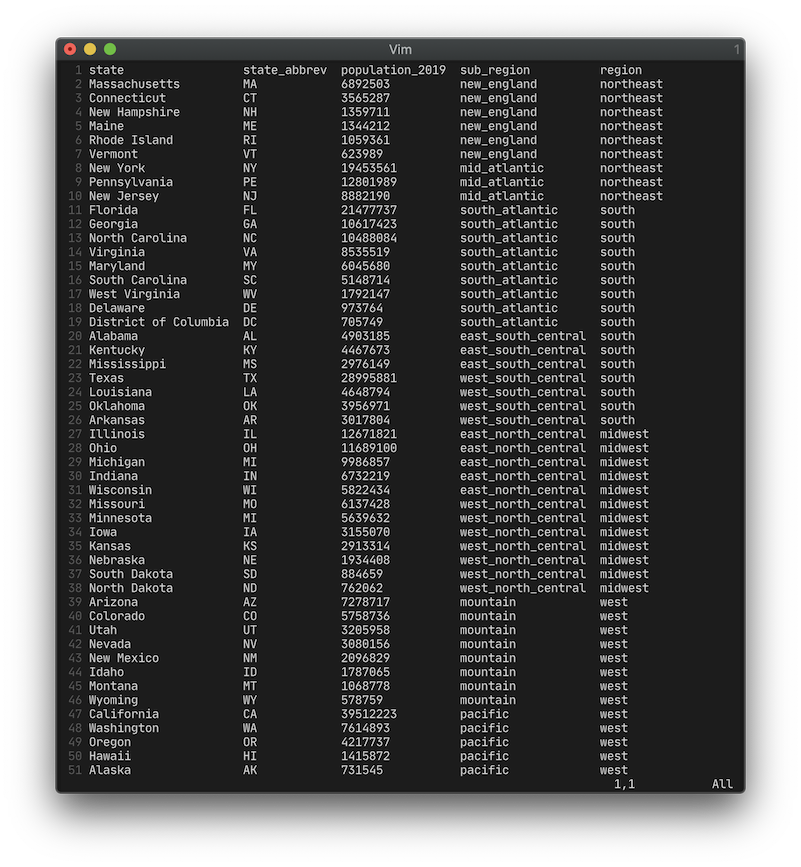 Vim 1
1 state state_abbrev population_2019 sub_region region
2 Massachusetts MA 6892503 new_england northeast
3 Connecticut CT 3565287 new_england northeast
4 New Hampshire NH 1359711 new_england northeast
5 Maine ME 1344212 new_england northeast
6 Rhode Island RI 1059361 new_england northeast
7 Vermont VT 623989 new_england northeast
8 New York NY 19453561 mid_atlantic northeast
9 Pennsylvania PE 12801989 mid_atlantic northeast
10 New Jersey NJ 8882190 mid_atlantic northeast
11 Florida FL 21477737 south_atlantic south
12 Georgia GA 10617423 south_atlantic south
13 North Carolina NC 10488084 south_atlantic south
14 Virginia VA 8535519 south_atlantic south
15 Maryland MY 6045680 south_atlantic south
16 South Carolina SC 5148714 south_atlantic south
17 West Virginia WV 1792147 south_atlantic south
18 Delaware DE 973764 south_atlantic south
19 District of Columbia DC 705749 south_atlantic south
20 Alabama AL 4903185 east_south_central south
21 Kentucky KY 4467673 east_south_central south
22 Mississippi MS 2976149 east_south_central south
23 Texas TX 28995881 west_south_central south
24 Louisiana LA 4648794 west_south_central south
25 Oklahoma OK 3956971 west_south_central south
26 Arkansas AR 3017804 west_south_central south
27 Illinois IL 12671821 east_north_central midwest
28 Ohio OH 11689100 east_north_central midwest
29 Michigan MI 9986857 east_north_central midwest
30 Indiana IN 6732219 east_north_central midwest
31 Wisconsin WI 5822434 east_north_central midwest
32 Missouri MO 6137428 west_north_central midwest
33 Minnesota MI 5639632 west_north_central midwest
34 Iowa IA 3155070 west_north_central midwest
35 Kansas KS 2913314 west_north_central midwest
36 Nebraska NE 1934408 west_north_central midwest
37 South Dakota SD 884659 west_north_central midwest
38 North Dakota ND 762062 west_north_central midwest
39 Arizona AZ 7278717 mountain west
40 Colorado CO 5758736 mountain west
41 Utah UT 3205958 mountain west
42 Nevada NV 3080156 mountain west
43 New Mexico NM 2096829 mountain west
44 Idaho ID 1787065 mountain west
45 Montana MT 1068778 mountain west
46 Wyoming WY 578759 mountain west
47 California CA 39512223 pacific west
48 Washington WA 7614893 pacific west
49 Oregon OR 4217737 pacific west
50 Hawaii HI 1415872 pacific west
51 Alaska AK 731545 pacific west
1,1 All